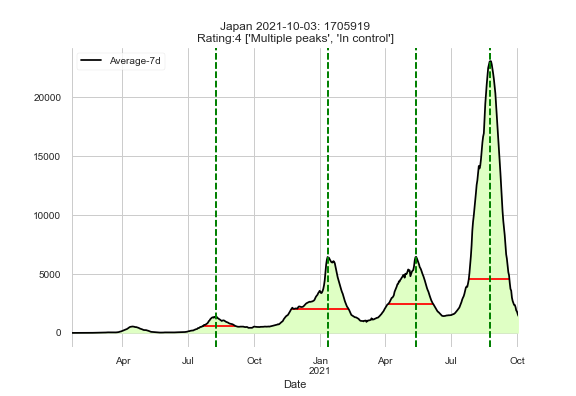 Japan 2021-10-03: 1705919
Rating:4 ['Multiple peaks', 'In control']
Average-7d
20000
15000
10000
5000
0
Apr Jul Oct Jan Apr Jul Oct
2021
Date